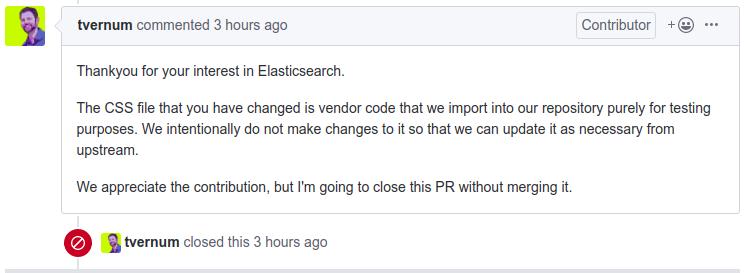 tvernum commented 3 hours ago
Contributor
Thankyou for your interest in Elasticsearch.
The CSS file that you have changed is vendor code that we import into our repository purely for testing
purposes. We intentionally do not make changes to it so that we can update it as necessary from
upstream.
We appreciate the contribution, but I'm going to close this PR without merging it.
tvernum closed this 3 hours ago